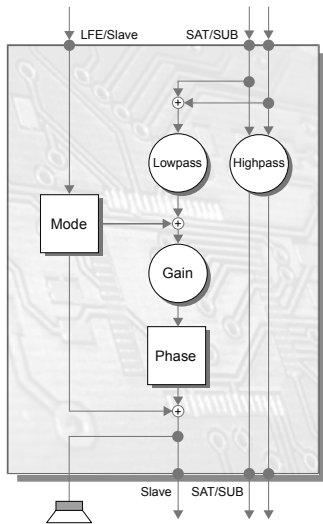 LFE/Slave SAT/SUB
Lowpass Highpass
Mode
Gain
Phase
Slave SAT/SUB